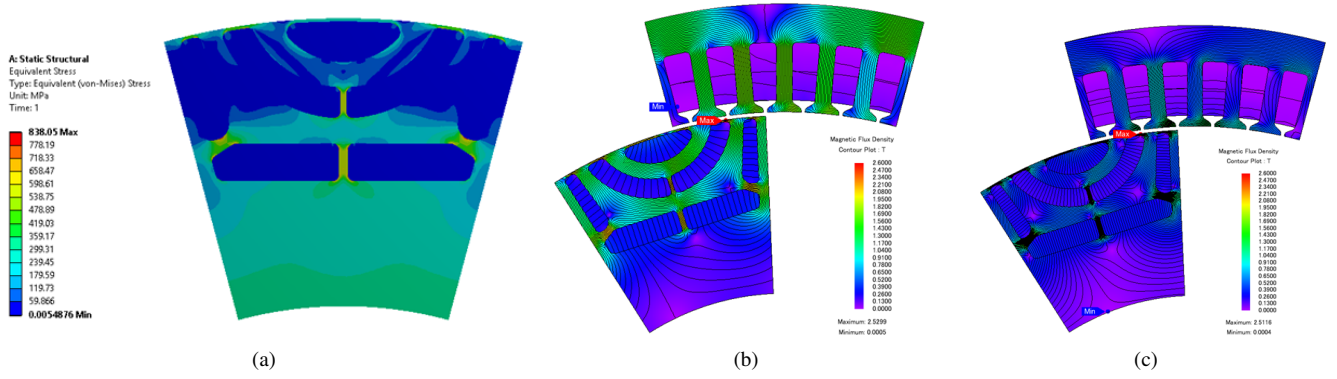 A: Static Structural
Equivalent Stress
Type: Equivalent (von-Mises) Stress
Unit: MPa
Time: 1
838.05 Max
778.19
718.33
658.47
598.61
538.75
478.89
419.03
359.17
299.31
239.45
179.59
119.73
59.866
0.0054876 Min
(a)
Min
Max
Magnetic Flux Density
Contour Plot : T
2.6000
2.4700
2.3400
2.2100
2.0800
1.9500
1.8200
1.6900
1.5600
1.4300
1.3000
1.1700
1.0400
0.9100
0.7800
0.6500
0.5200
0.3900
0.2600
0.1300
0.0000
Maximum: 2.5299
Minimum: 0.0005
(b)
Max
Min
Magnetic Flux Density
Contour Plot : T
2.6000
2.4700
2.3400
2.2100
2.0800
1.9500
1.8200
1.6900
1.5600
1.4300
1.3000
1.1700
1.0400
0.9100
0.7800
0.6500
0.5200
0.3900
0.2600
0.1300
0.0000
Maximum: 2.5116
Minimum: 0.0004
(c)